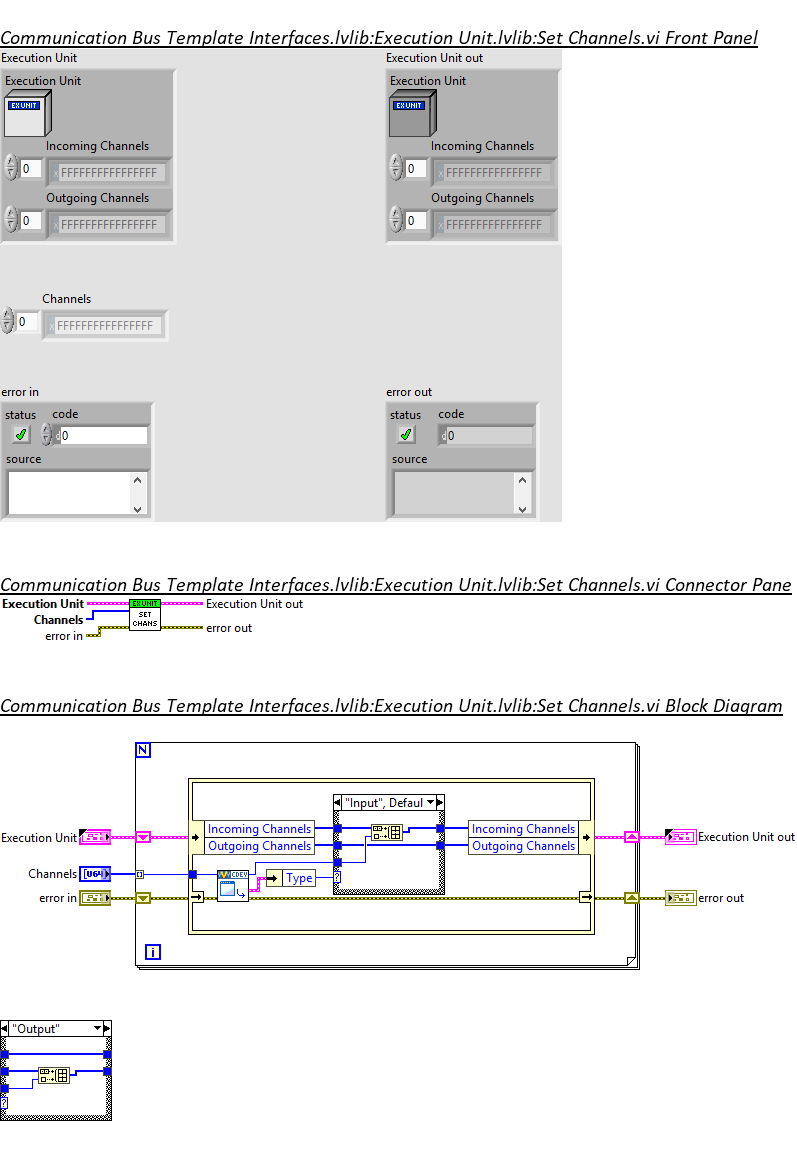 Communication Bus Template Interfaces.lvlib:Execution Unit.lvlib:Set Channels.vi Front Panel
Execution Unit Execution Unit out
Execution Unit Execution Unit
EX UNIT EX UNIT
Incoming Channels Incoming Channels
0 x FFFFFFFFFFFFFFFF 0 x FFFFFFFFFFFFFFFF
Outgoing Channels Outgoing Channels
0 x FFFFFFFFFFFFFFFF 0 x FFFFFFFFFFFFFFFF
Channels
0 x FFFFFFFFFFFFFFFF
error in error out
status code status code
d 0 d 0
source source
Communication Bus Template Interfaces.lvlib:Execution Unit.lvlib:Set Channels.vi Connector Pane
Execution Unit EX UNIT Execution Unit out
Channels SET
CHANS error out
error in
Communication Bus Template Interfaces.lvlib:Execution Unit.lvlib:Set Channels.vi Block Diagram
N
"Input", Defaul
Incoming Channels Incoming Channels
Execution Unit Execution Unit out
Outgoing Channels Outgoing Channels
Channels [U64] CDEV Type ?
error in error out
i
"Output"
?